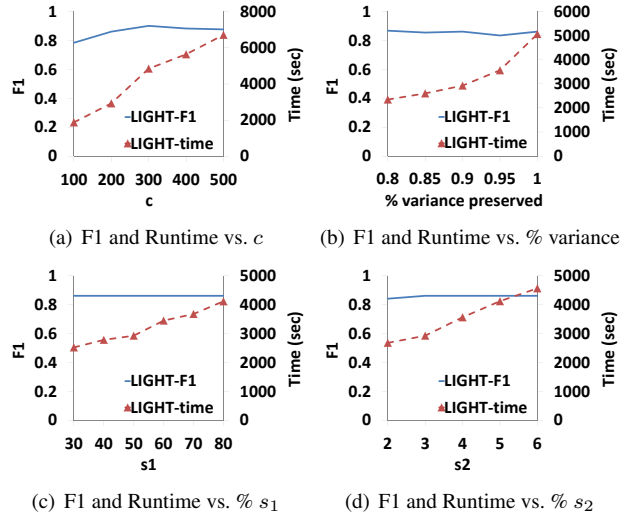 1 8000
0.8 6000
0.6
F1 4000 Time (sec)
0.4
LIGHT-F1
0.2 2000
LIGHT-time
0 0
100 200 300 400 500
c
(a) F1 and Runtime vs. c
1 6000
0.8 5000
4000
0.6
F1 3000 Time (sec)
0.4
2000
LIGHT-F1
0.2 1000
LIGHT-time
0 0
0.8 0.85 0.9 0.95 1
% variance preserved
(b) F1 and Runtime vs. % variance
1 5000
0.8 4000
0.6 3000
F1 Time (sec)
0.4 2000
LIGHT-F1
0.2 1000
LIGHT-time
0 0
30 40 50 60 70 80
s1
(c) F1 and Runtime vs. % s1
1 5000
0.8 4000
0.6 3000
F1 Time (sec)
0.4 2000
LIGHT-F1
0.2 1000
LIGHT-time
0 0
2 3 4 5 6
s2
(d) F1 and Runtime vs. % s2